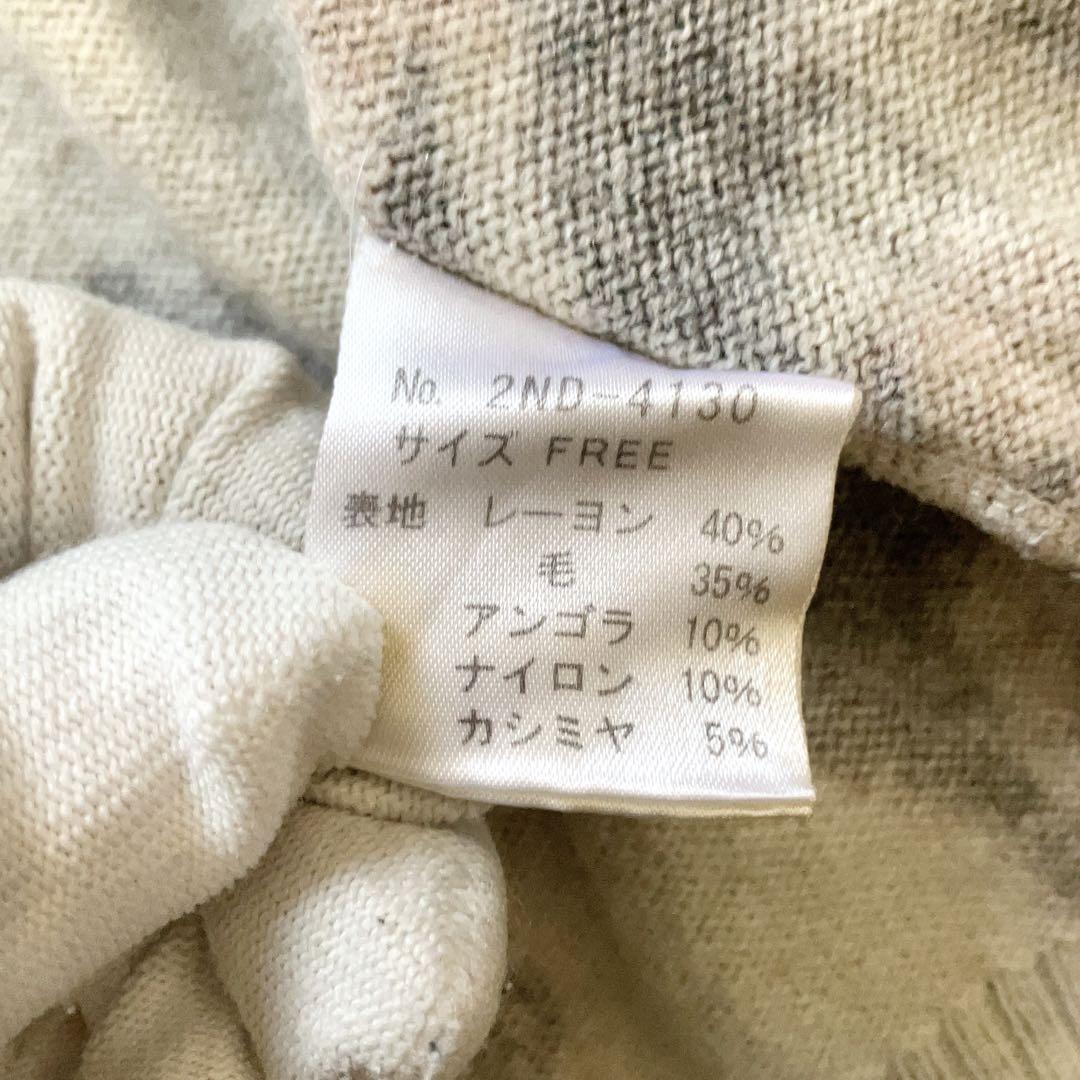 No. 2ND-4130
サイズ FREE
表地 レーヨン 40%
毛 35%
アンゴラ 10%
ナイロン 10%
カシミヤ 5%